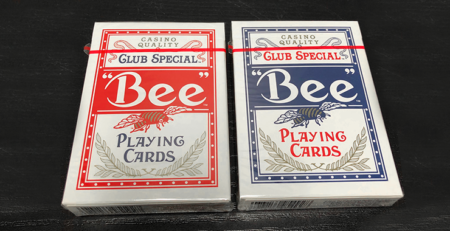 CASINO
QUALITY
CLUB SPECIAL
"Bee"
PLAYING
CARDS
CASINO
QUALITY
CLUB SPECIAL
"Bee"
PLAYING
CARDS